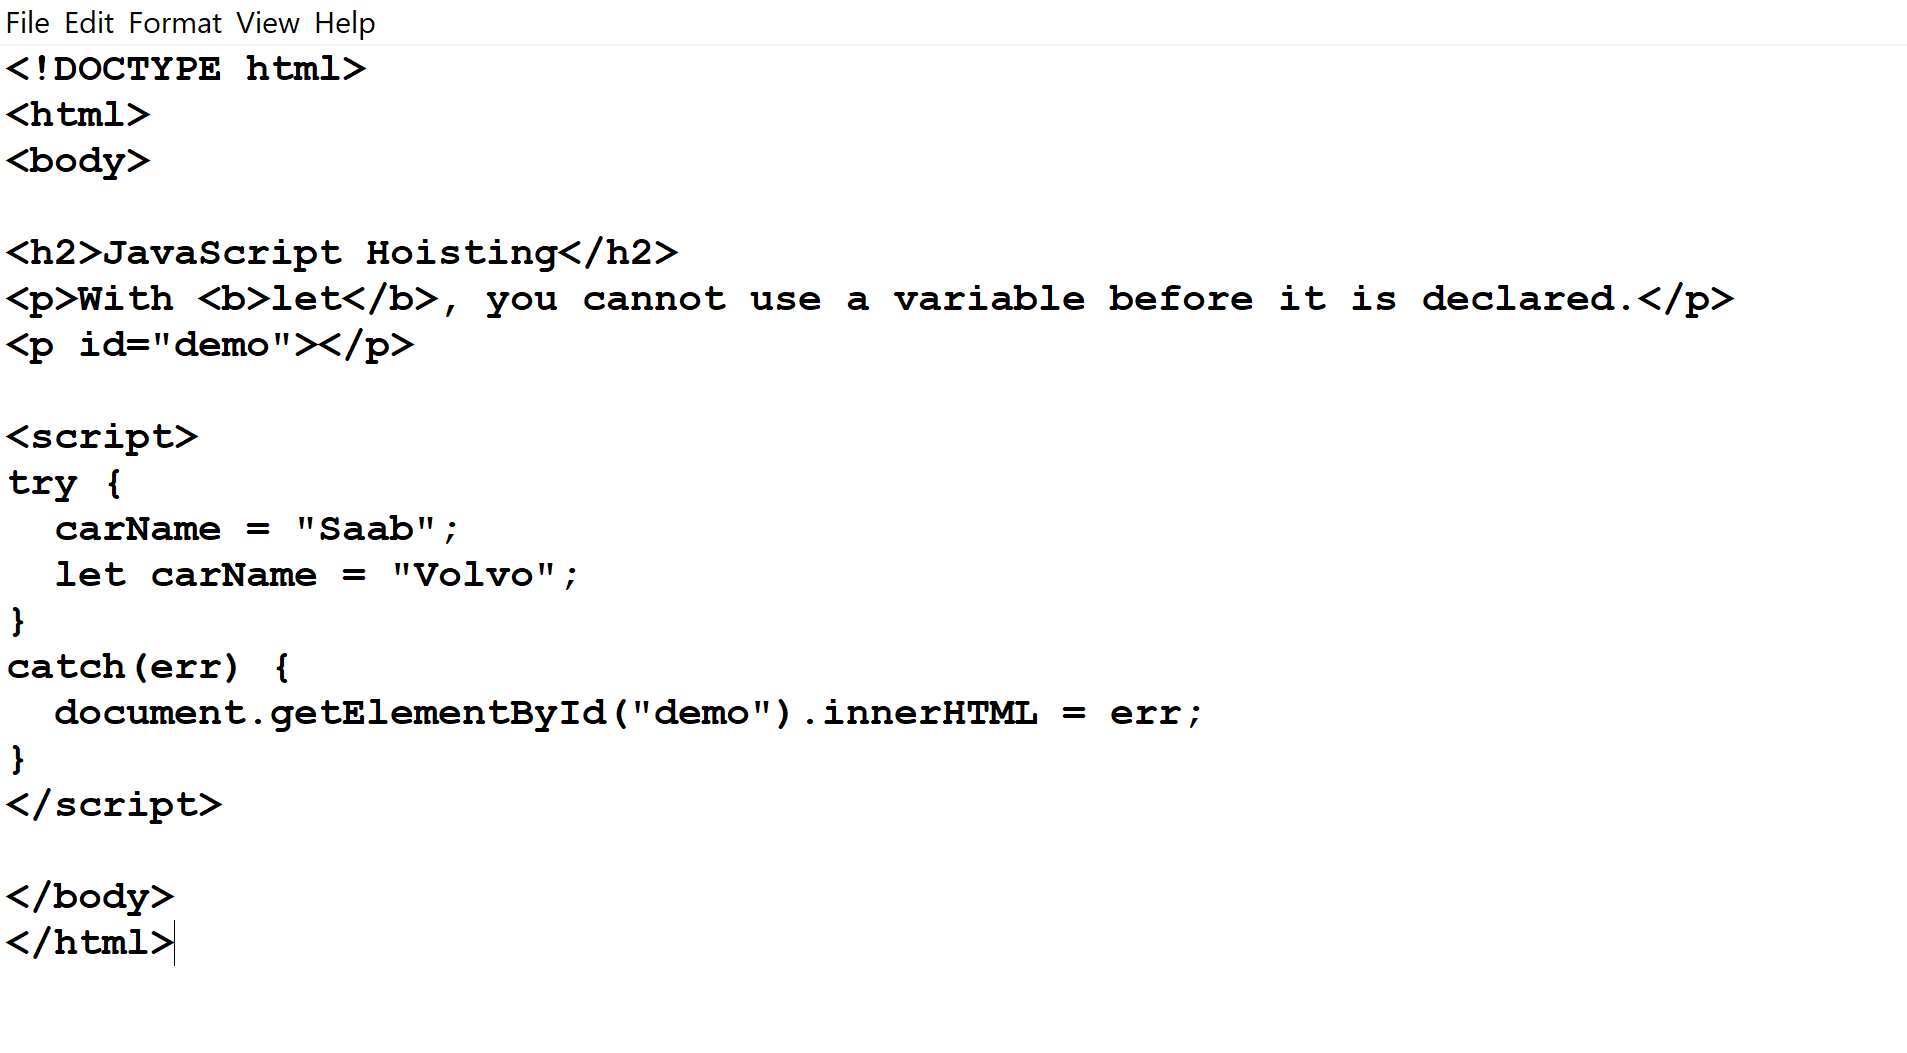 File Edit Format View Help
<!DOCTYPE html>
<html>
<body>
<h2>JavaScript Hoisting</h2>
<p>With <b>let</b>, you cannot use a variable before it is declared.</p>
<p id="demo"></p>
<script>
try {
  carName = "Saab";
  let carName = "Volvo";
}
catch(err) {
  document.getElementById("demo").innerHTML = err;
}
</script>
</body>
</html>